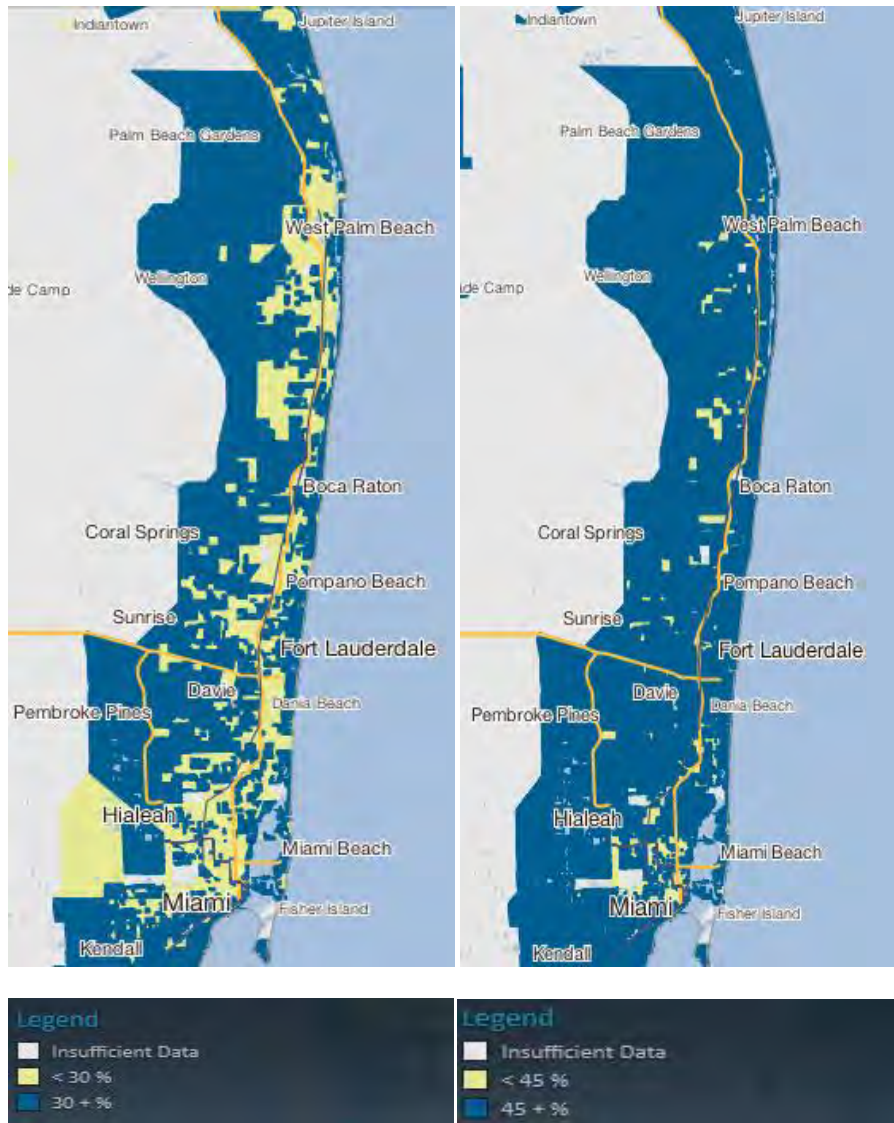 Indiantown
Jupiter Island
Palm Beach Gardens
West Palm Beach
Wellington
de Camp
Boca Raton
Coral Springs
Pompano Beach
Sunrise
Fort Lauderdale
Davie
Dania Beach
Pembroke Pines
Hialeah
Miami Beach
Miami
Fisher Island
Kendall
Indiantown
Jupiter Island
Palm Beach Gardens
West Palm Beach
Wellington
ade Camp
Boca Raton
Coral Springs
Pompano Beach
Sunrise
Fort Lauderdale
Davie
Dania Beach
Pembroke Pines
Hialeah
Miami Beach
Miami
Fisher Island
Kendall
Legend
Insufficient Data
< 30 %
30 + %
Legend
Insufficient Data
< 45 %
45 + %